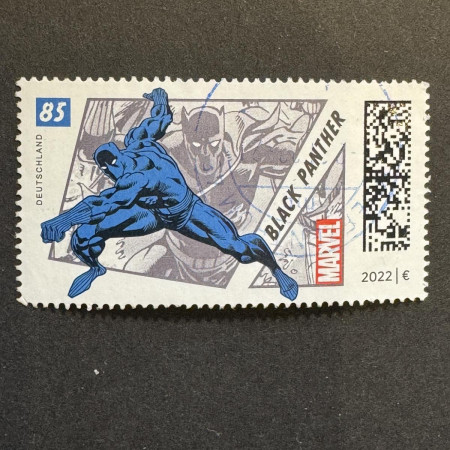 85
DEUTSCHLAND
BLACK PANTHER
MARVEL
2022 | €